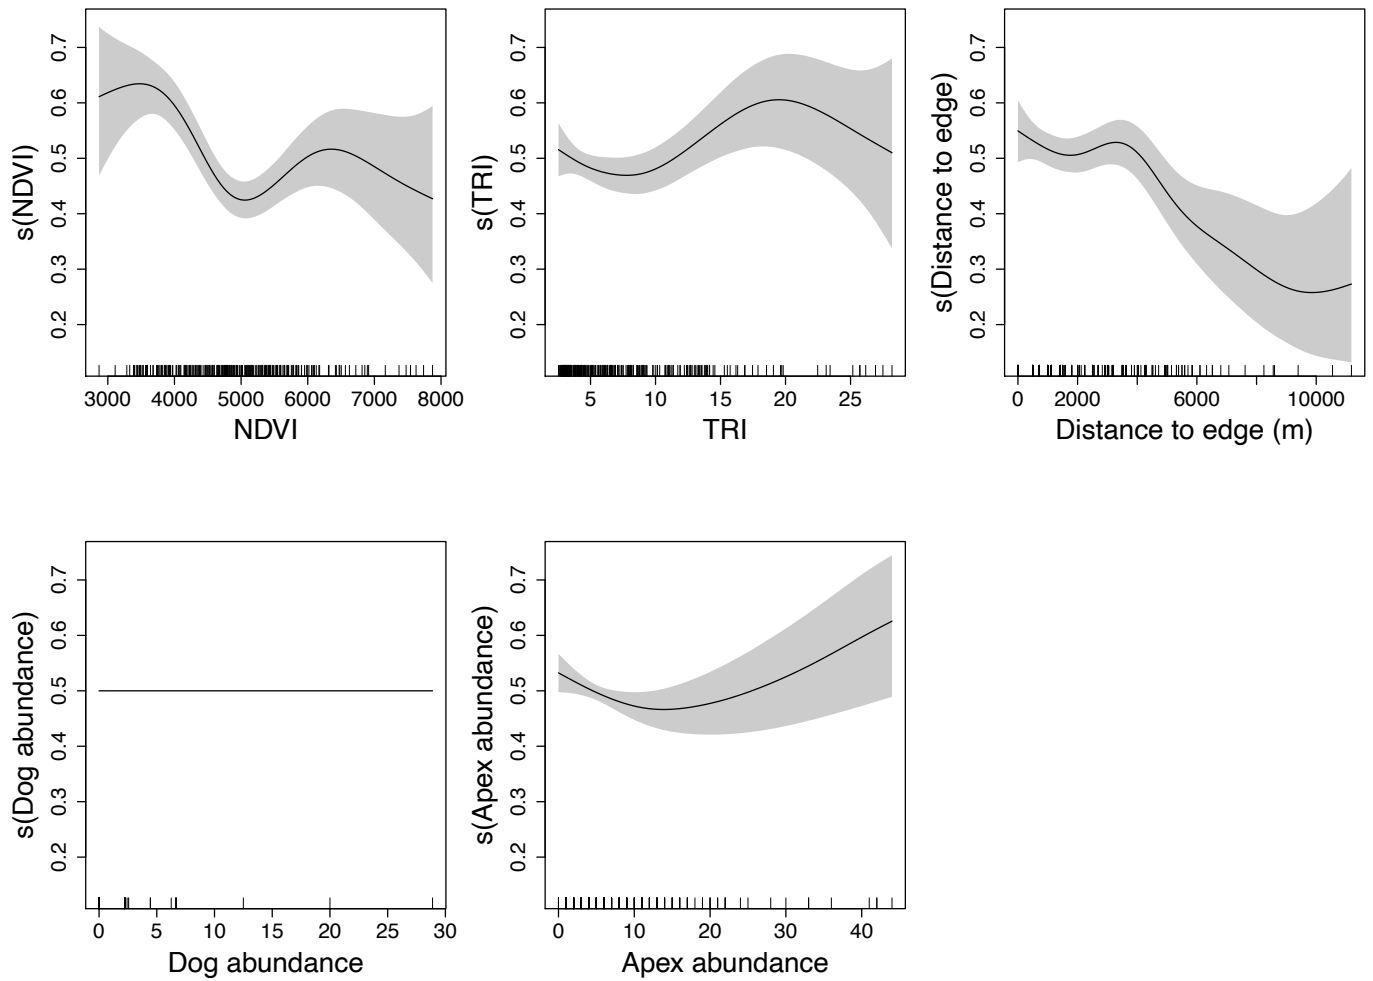 s(NDVI)
0.2 0.3 0.4 0.5 0.6 0.7
3000 4000 5000 6000 7000 8000
NDVI
s(TRI)
0.2 0.3 0.4 0.5 0.6 0.7
5 10 15 20 25
TRI
s(Distance to edge)
0.2 0.3 0.4 0.5 0.6 0.7
0 2000 6000 10000
Distance to edge (m)
s(Dog abundance)
0.2 0.3 0.4 0.5 0.6 0.7
0 5 10 15 20 25 30
Dog abundance
s(Apex abundance)
0.2 0.3 0.4 0.5 0.6 0.7
0 10 20 30 40
Apex abundance